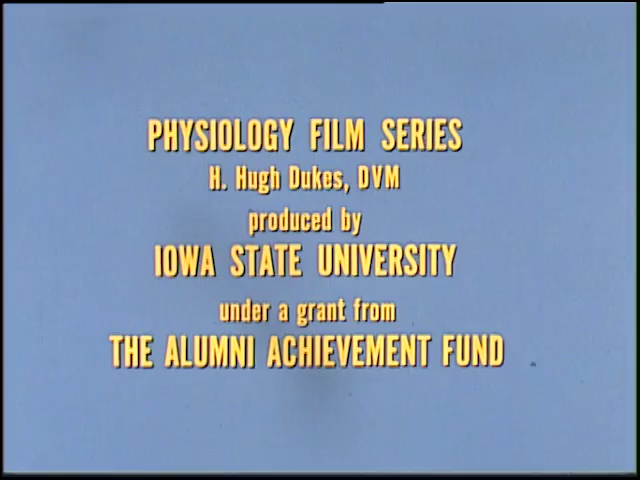 PHYSIOLOGY FILM SERIES
H. Hugh Dukes, DVM
produced by
IOWA STATE UNIVERSITY
under a grant from
THE ALUMNI ACHIEVEMENT FUND